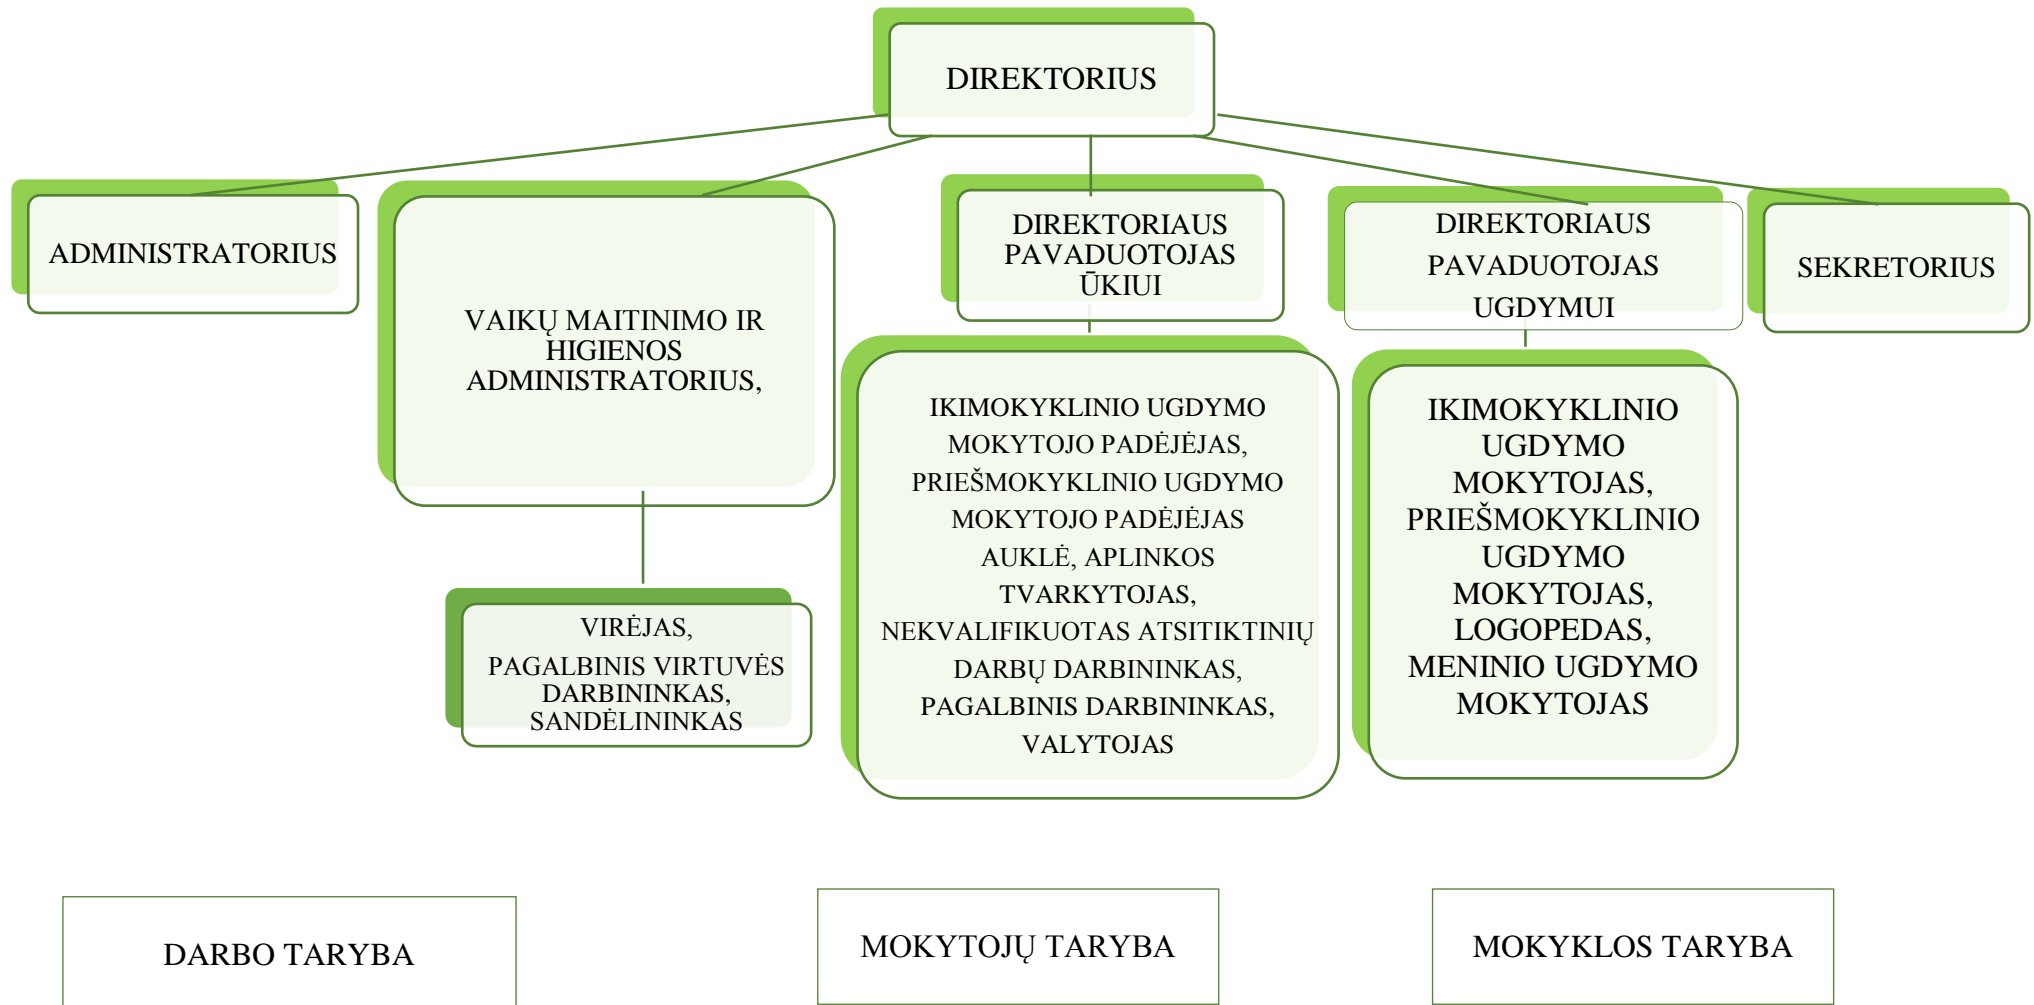 DIREKTORIUS
ADMINISTRATORIUS
VAIKŲ MAITINIMO IR
HIGIENOS
ADMINISTRATORIUS,
DIREKTORIAUS
PAVADUOTOJAS
ŪKIUI
DIREKTORIAUS
PAVADUOTOJAS
UGDYMUI
SEKRETORIUS
VIRĖJAS,
PAGALBINIS VIRTUVĖS
DARBININKAS,
SANDĖLININKAS
IKIMOKYKLINIO UGDYMO
MOKYTOJO PADĖJĖJAS,
PRIEŠMOKYKLINIO UGDYMO
MOKYTOJO PADĖJĖJAS
AUKLĖ, APLINKOS
TVARKYTOJAS,
NEKVALIFIKUOTAS ATSITIKTINIŲ
DARBŲ DARBININKAS,
PAGALBINIS DARBININKAS,
VALYTOJAS
IKIMOKYKLINIO
UGDYMO
MOKYTOJAS,
PRIEŠMOKYKLINIO
UGDYMO
MOKYTOJAS,
LOGOPEDAS,
MENINIO UGDYMO
MOKYTOJAS
DARBO TARYBA
MOKYTOJŲ TARYBA
MOKYKLOS TARYBA